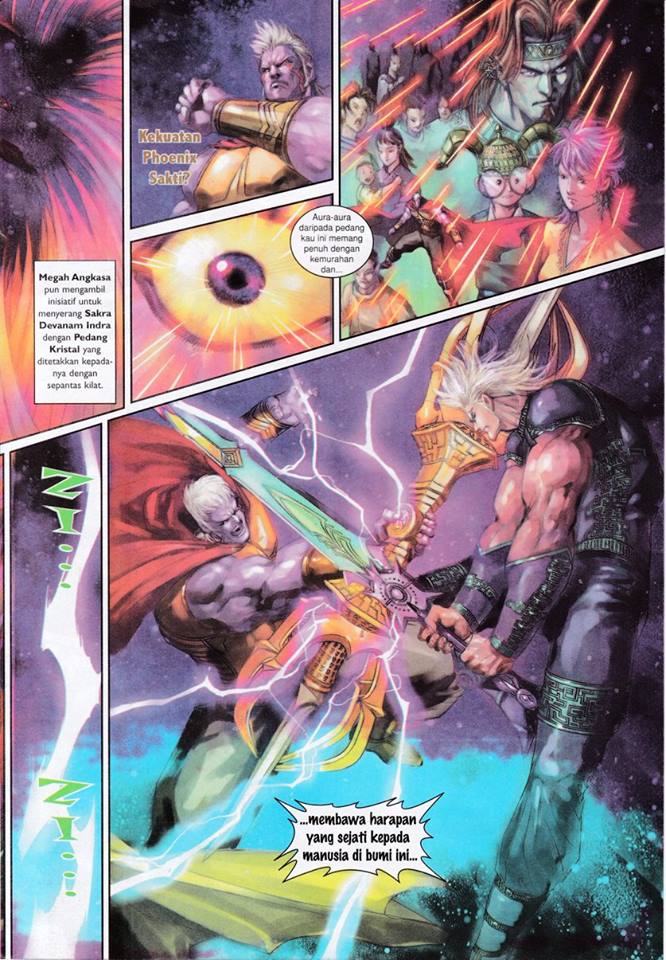 Kekuatan
Phoenix
Sakti?
Aura-aura
daripada pedang
kau ini memang
penuh dengan
kemurahan
dan...
Megah Angkasa
pun mengambil
inisiatif untuk
menyerang Sakra
Devanam Indra
dengan Pedang
Kristal yang
ditetakkan kepada-
nya dengan
sepantas kilat.
ZI...
ZI...
...membawa harapan
yang sejati kepada
manusia di bumi ini...